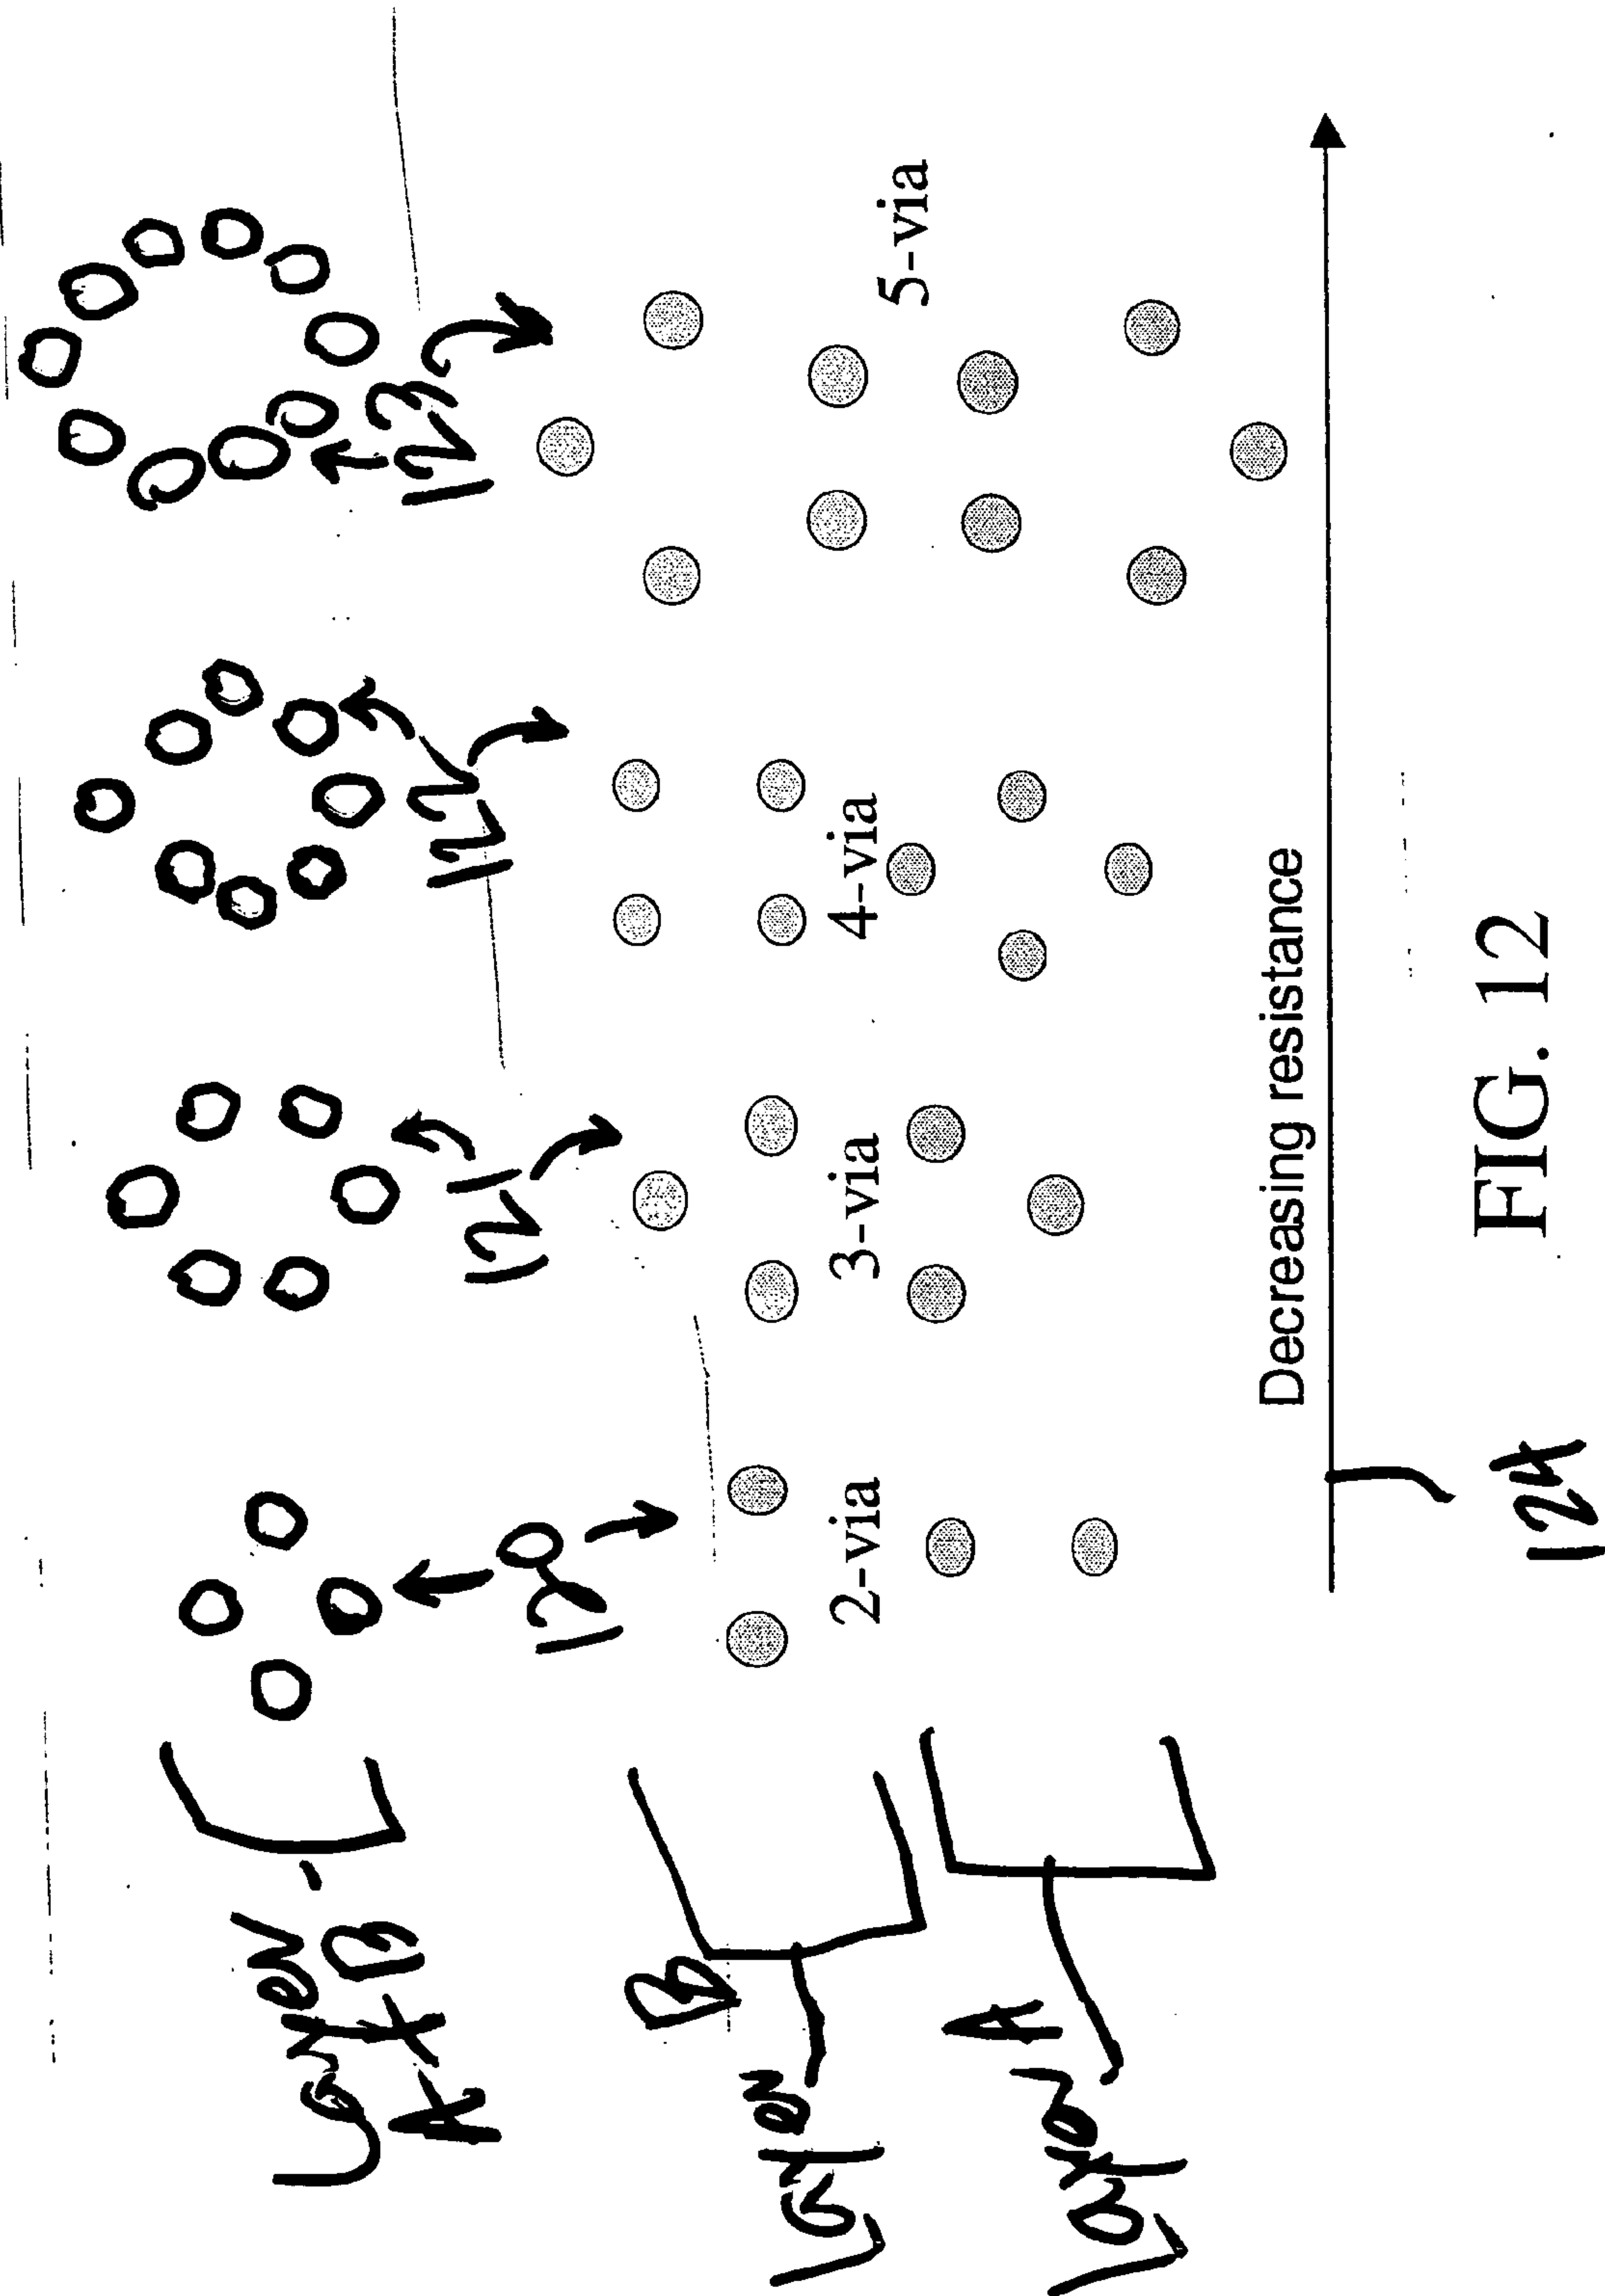 Layer
A + B
120
121
122
123
B
Layer
2-via
3-via
4-via
5-via
Layer A
Decreasing resistance
124
FIG. 12